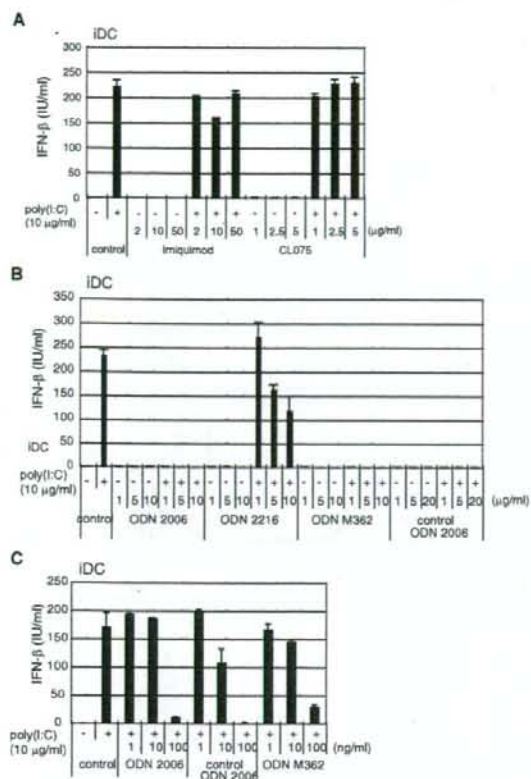 A
iDC
IFN-β (IU/ml)
300
250
200
150
100
50
0
poly(I:C) - + - - - + + + - - - + + +
(10 μg/ml) 2 10 50 2 10 50 1 2.5 5 1 2.5 5 (μg/ml)
control Imiquimod CL075
B
iDC
IFN-β (IU/ml)
350
300
250
200
150
100
50
0
iDC
poly(I:C) - + - - - + + + - - - + + + - - - + + + - - - + + +
(10 μg/ml) 1 5 10 1 5 10 1 5 10 1 5 10 1 5 10 1 5 10 1 5 20 1 5 20 (μg/ml)
control ODN 2006 ODN 2216 ODN M362 control
ODN 2006
C
iDC
IFN-β (IU/ml)
250
200
150
100
50
0
poly(I:C) - + + + + + + + + + +
(10 μg/ml) 1 10 100 1 10 100 1 10 100 (ng/ml)
control ODN 2006 control ODN M362
ODN 2006